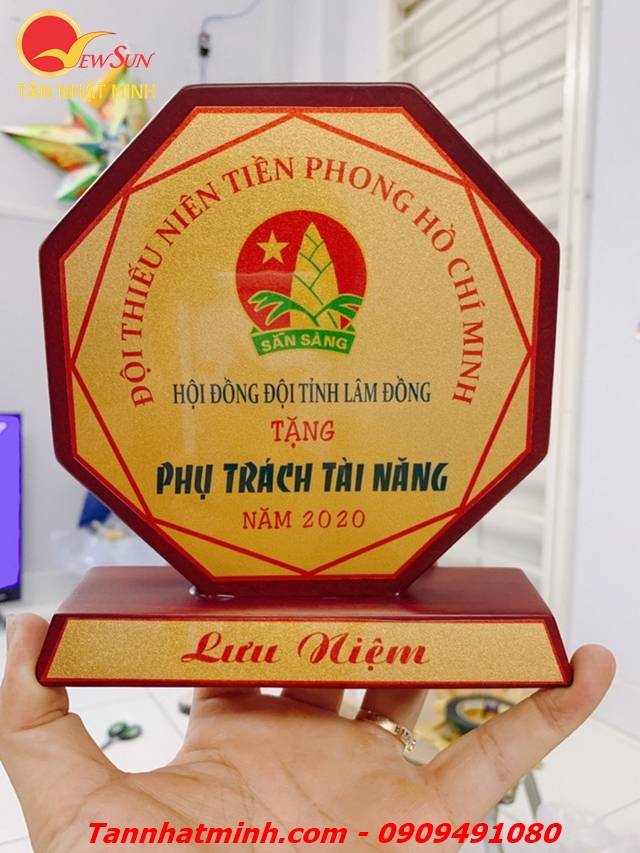 NEWSUN
TÂN NHẬT MINH
ĐỘI THIẾU NIÊN TIỀN PHONG HỒ CHÍ MINH
SẴN SÀNG
HỘI ĐỒNG ĐỘI TỈNH LÂM ĐỒNG
TẶNG
PHỤ TRÁCH TÀI NĂNG
NĂM 2020
Lưu Niệm
Tannhatminh.com - 0909491080